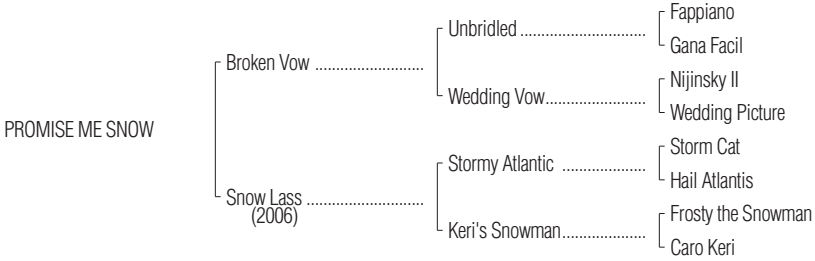 Fappiano
Unbridled ..............................
Gana Facil
Broken Vow ..........................
Nijinsky II
Wedding Vow........................
Wedding Picture
PROMISE ME SNOW
Storm Cat
Stormy Atlantic ....................
Hail Atlantis
Snow Lass ............................
(2006)
Frosty the Snowman
Keri's Snowman....................
Caro Keri